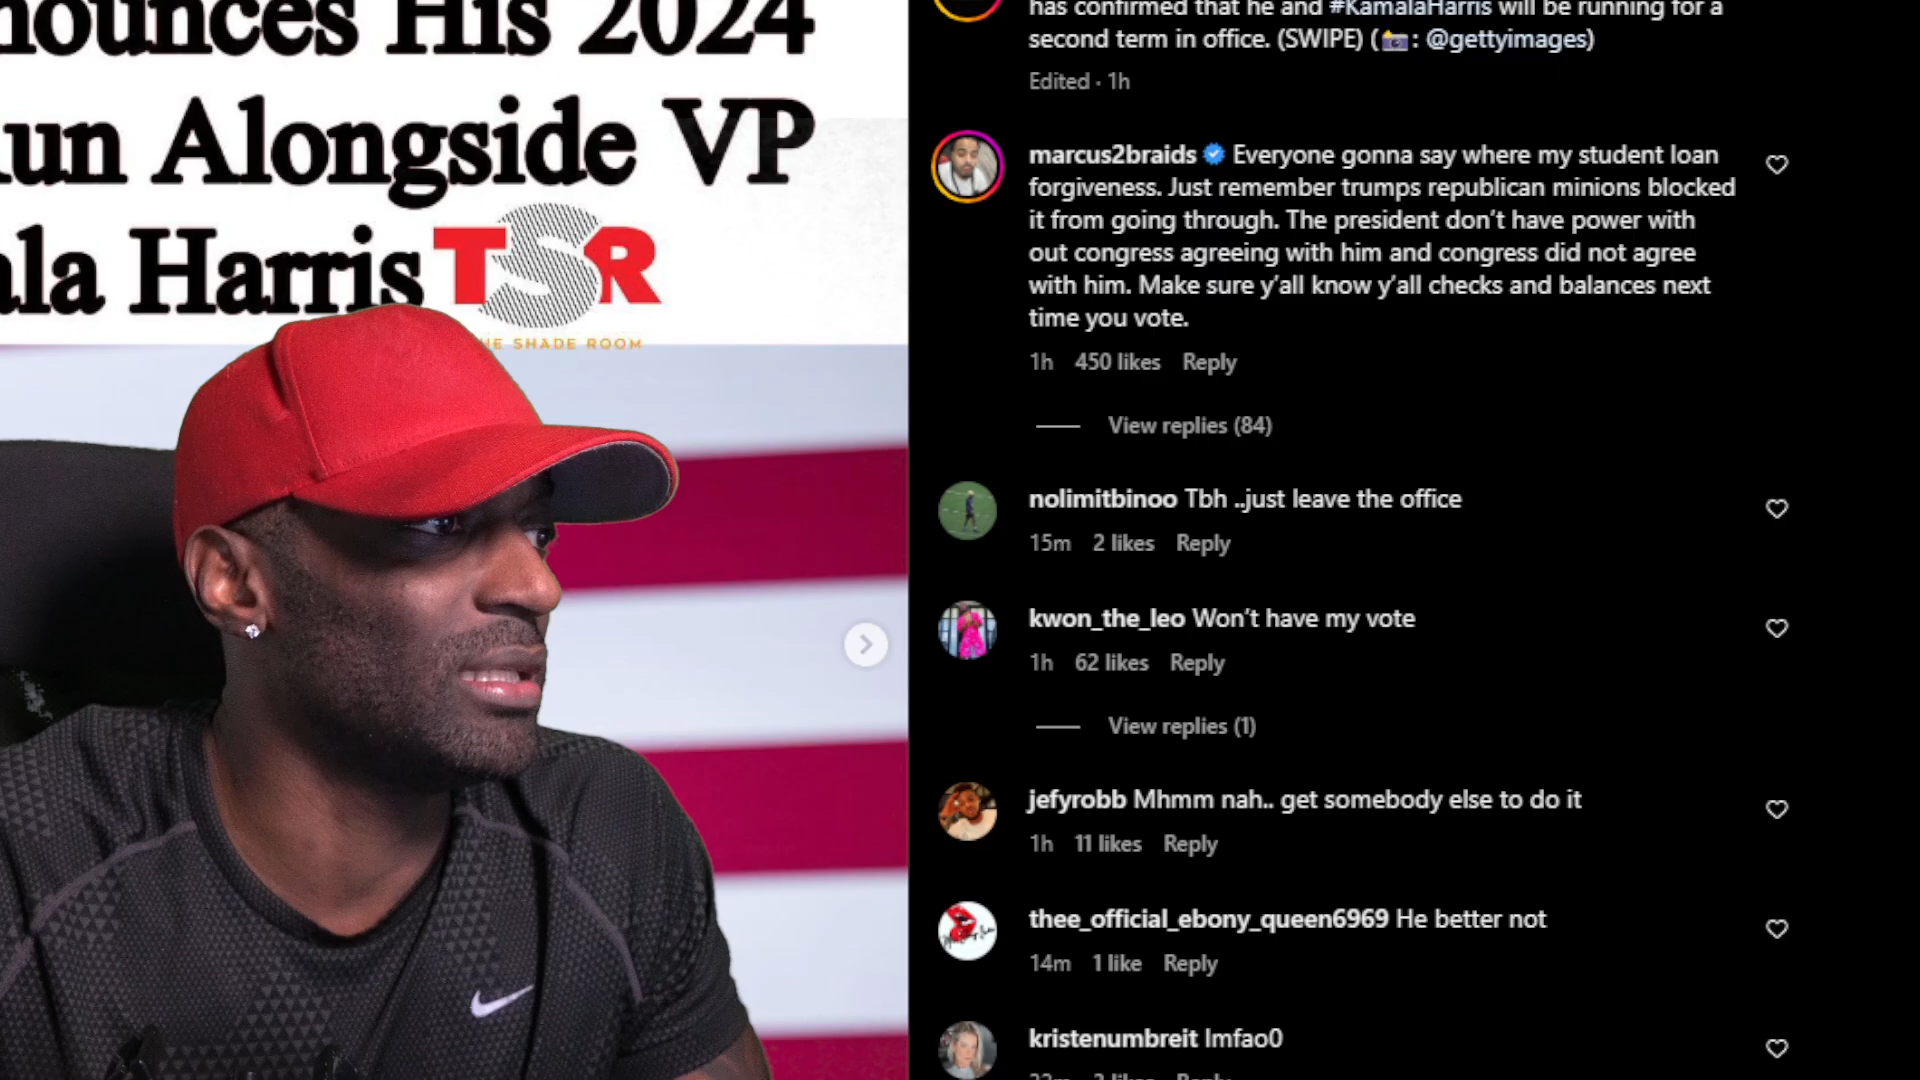 nounces His 2024
un Alongside VP
ala Harris TSR
HE SHADE ROOM
has confirmed that he and #KamalaHarris will be running for a
second term in office. (SWIPE) (📷: @gettyimages)
Edited · 1h
marcus2braids Everyone gonna say where my student loan
forgiveness. Just remember trumps republican minions blocked
it from going through. The president don’t have power with
out congress agreeing with him and congress did not agree
with him. Make sure y’all know y’all checks and balances next
time you vote.
1h 450 likes Reply
View replies (84)
nolimitbinoo Tbh ..just leave the office
15m 2 likes Reply
kwon_the_leo Won’t have my vote
1h 62 likes Reply
View replies (1)
jefyrobb Mhmm nah.. get somebody else to do it
1h 11 likes Reply
thee_official_ebony_queen6969 He better not
14m 1 like Reply
kristenumbreit lmfao0